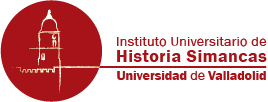 Instituto Universitario de
Historia Simancas
Universidad de Valladolid